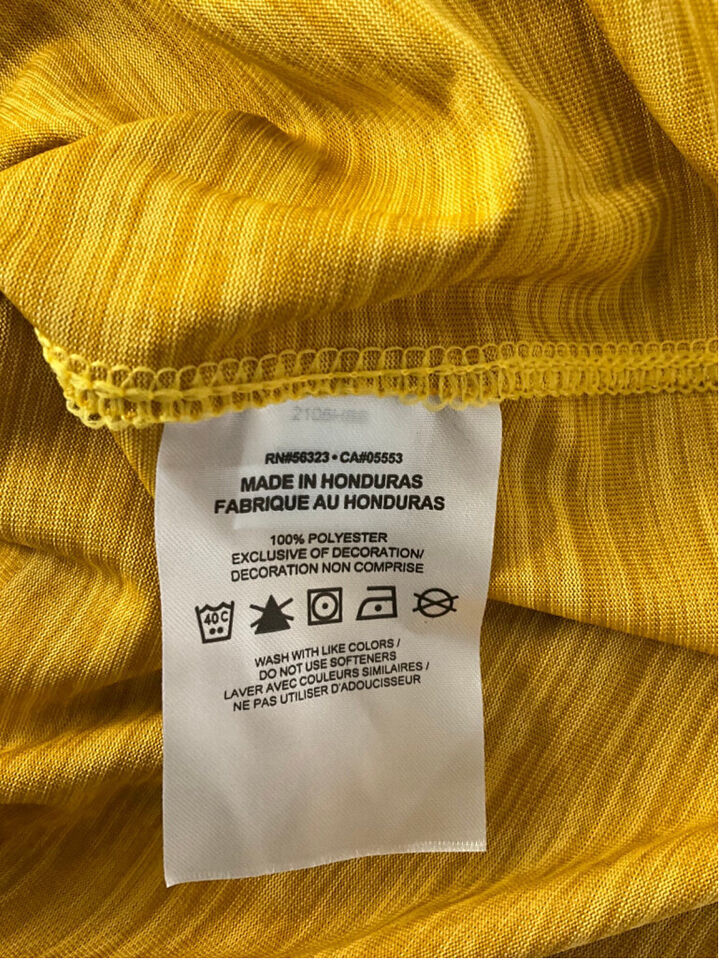 RN#56323 • CA#05553
MADE IN HONDURAS
FABRIQUE AU HONDURAS
100% POLYESTER
EXCLUSIVE OF DECORATION/
DECORATION NON COMPRISE
40C
WASH WITH LIKE COLORS /
DO NOT USE SOFTENERS
LAVER AVEC COULEURS SIMILAIRES /
NE PAS UTILISER D'ADOUCISSEUR